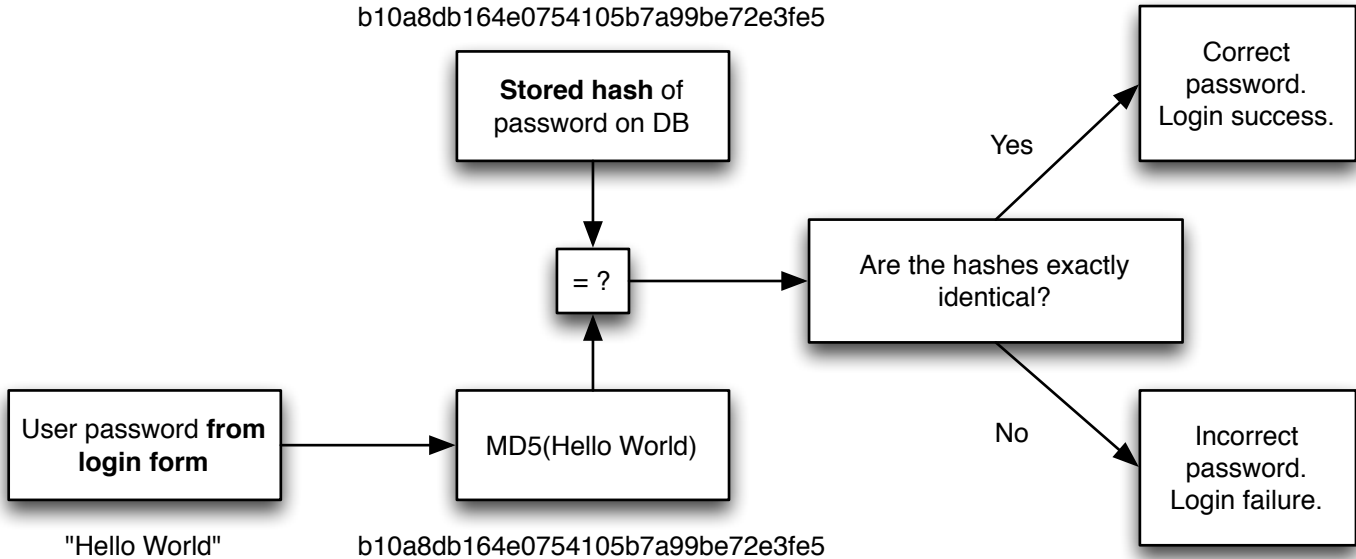 b10a8db164e0754105b7a99be72e3fe5
Stored hash of
password on DB
Correct
password.
Login success.
Yes
= ?
Are the hashes exactly
identical?
User password from
login form
MD5(Hello World)
No
Incorrect
password.
Login failure.
"Hello World"
b10a8db164e0754105b7a99be72e3fe5